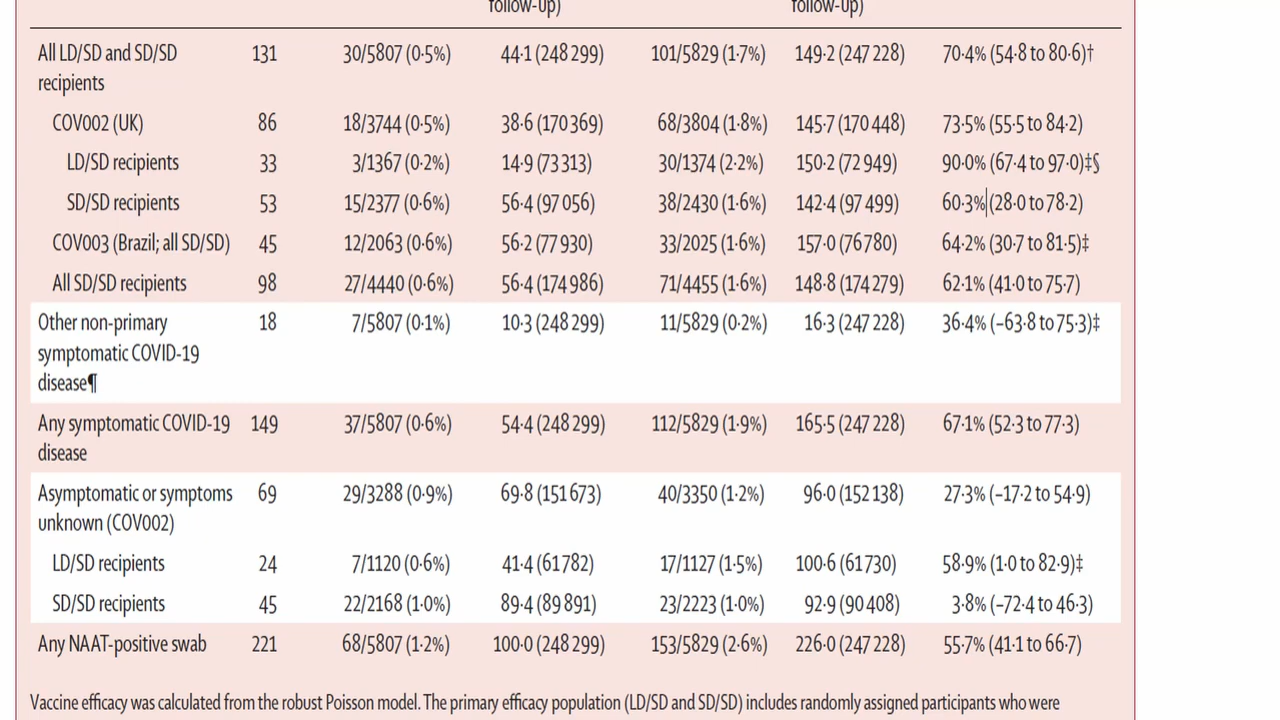 follow-up) follow-up)
All LD/SD and SD/SD 131 30/5807 (0·5%) 44·1 (248 299) 101/5829 (1·7%) 149·2 (247 228) 70·4% (54·8 to 80·6)†
recipients
COV002 (UK) 86 18/3744 (0·5%) 38·6 (170 369) 68/3804 (1·8%) 145·7 (170 448) 73·5% (55·5 to 84·2)
LD/SD recipients 33 3/1367 (0·2%) 14·9 (73 313) 30/1374 (2·2%) 150·2 (72 949) 90·0% (67·4 to 97·0)‡§
SD/SD recipients 53 15/2377 (0·6%) 56·4 (97 056) 38/2430 (1·6%) 142·4 (97 499) 60·3% (28·0 to 78·2)
COV003 (Brazil; all SD/SD) 45 12/2063 (0·6%) 56·2 (77 930) 33/2025 (1·6%) 157·0 (76 780) 64·2% (30·7 to 81·5)‡
All SD/SD recipients 98 27/4440 (0·6%) 56·4 (174 986) 71/4455 (1·6%) 148·8 (174 279) 62·1% (41·0 to 75·7)
Other non-primary 18 7/5807 (0·1%) 10·3 (248 299) 11/5829 (0·2%) 16·3 (247 228) 36·4% (–63·8 to 75·3)‡
symptomatic COVID-19
disease¶
Any symptomatic COVID-19 149 37/5807 (0·6%) 54·4 (248 299) 112/5829 (1·9%) 165·5 (247 228) 67·1% (52·3 to 77·3)
disease
Asymptomatic or symptoms 69 29/3288 (0·9%) 69·8 (151 673) 40/3350 (1·2%) 96·0 (152 138) 27·3% (–17·2 to 54·9)
unknown (COV002)
LD/SD recipients 24 7/1120 (0·6%) 41·4 (61 782) 17/1127 (1·5%) 100·6 (61 730) 58·9% (1·0 to 82·9)‡
SD/SD recipients 45 22/2168 (1·0%) 89·4 (89 891) 23/2223 (1·0%) 92·9 (90 408) 3·8% (–72·4 to 46·3)
Any NAAT-positive swab 221 68/5807 (1·2%) 100·0 (248 299) 153/5829 (2·6%) 226·0 (247 228) 55·7% (41·1 to 66·7)
Vaccine efficacy was calculated from the robust Poisson model. The primary efficacy population (LD/SD and SD/SD) includes randomly assigned participants who were